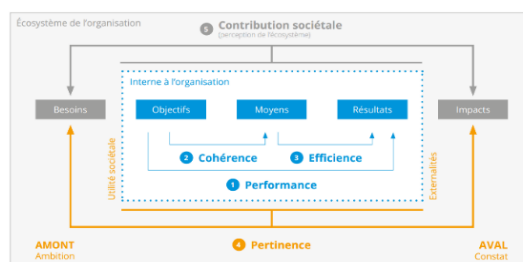 Écosystème de l'organisation
5 Contribution sociétale
(perception de l'écosystème)
Interne à l'organisation
Besoins
Objectifs
Moyens
Résultats
Impacts
2 Cohérence
3 Efficience
1 Performance
Utilité sociétale
Externalités
4 Pertinence
AMONT
Ambition
AVAL
Constat